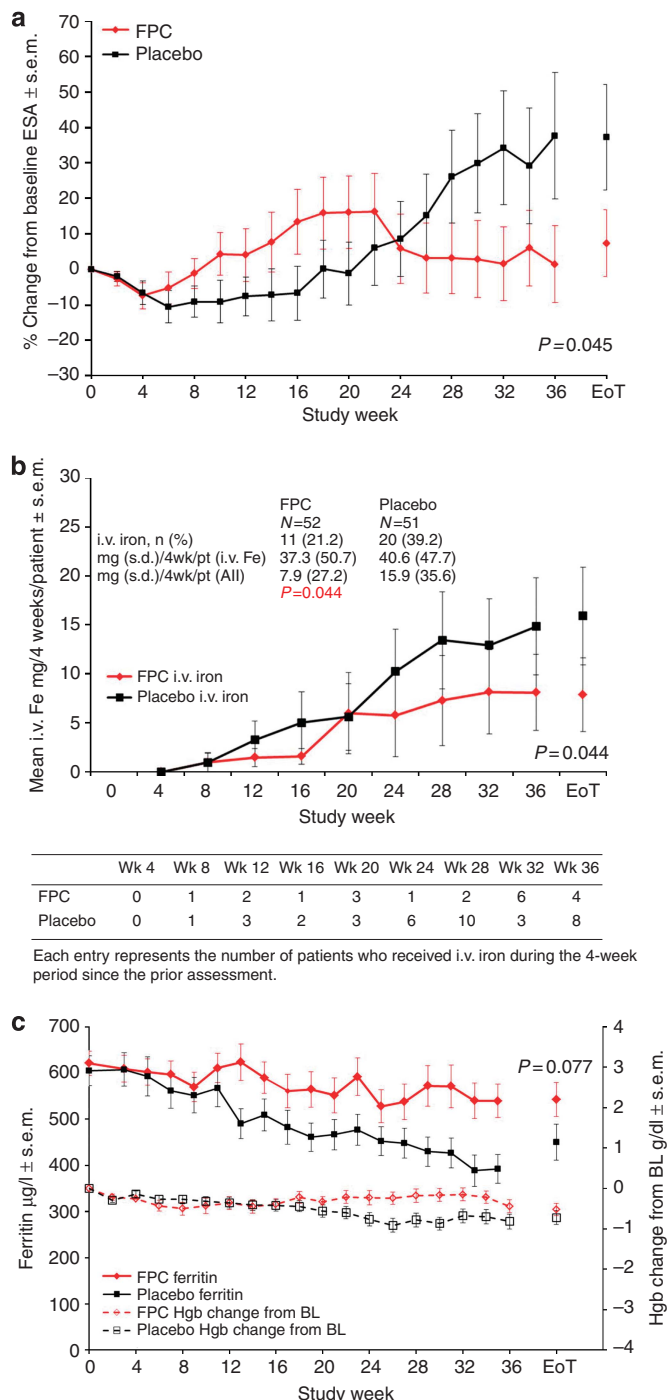 a
70
60
50
40
30
20
10
0
–10
–20
–30
% Change from baseline ESA ± s.e.m.
FPC
Placebo
P=0.045
0 4 8 12 16 20 24 28 32 36 EoT
Study week
b
30
25
20
15
10
5
0
Mean i.v. Fe mg/4 weeks/patient ± s.e.m.
FPC Placebo
N=52 N=51
i.v. iron, n (%) 11 (21.2) 20 (39.2)
mg (s.d.)/4wk/pt (i.v. Fe) 37.3 (50.7) 40.6 (47.7)
mg (s.d.)/4wk/pt (All) 7.9 (27.2) 15.9 (35.6)
P=0.044
FPC i.v. iron
Placebo i.v. iron
P=0.044
0 4 8 12 16 20 24 28 32 36 EoT
Study week
Wk 4 Wk 8 Wk 12 Wk 16 Wk 20 Wk 24 Wk 28 Wk 32 Wk 36
FPC 0 1 2 1 3 1 2 6 4
Placebo 0 1 3 2 3 6 10 3 8
Each entry represents the number of patients who received i.v. iron during the 4-week
period since the prior assessment.
c
700
600
500
400
300
200
100
0
Ferritin µg/l ± s.e.m.
P=0.077
4
3
2
1
0
–1
–2
–3
–4
Hgb change from BL g/dl ± s.e.m.
FPC ferritin
Placebo ferritin
FPC Hgb change from BL
Placebo Hgb change from BL
0 4 8 12 16 20 24 28 32 36 EoT
Study week